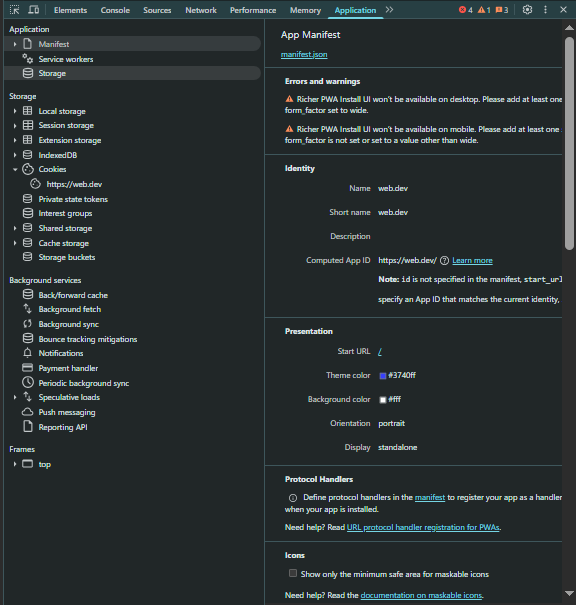 Elements Console Sources Network Performance Memory Application 4 1 3
Application
Manifest
Service workers
Storage
Storage
Local storage
Session storage
Extension storage
IndexedDB
Cookies
https://web.dev
Private state tokens
Interest groups
Shared storage
Cache storage
Storage buckets
Background services
Back/forward cache
Background fetch
Background sync
Bounce tracking mitigations
Notifications
Payment handler
Periodic background sync
Speculative loads
Push messaging
Reporting API
Frames
top
App Manifest
manifest.json
Errors and warnings
Richer PWA Install UI won't be available on desktop. Please add at least one
form_factor set to wide.
Richer PWA Install UI won't be available on mobile. Please add at least one
form_factor is not set or set to a value other than wide.
Identity
Name web.dev
Short name web.dev
Description
Computed App ID https://web.dev/ Learn more
Note: id is not specified in the manifest, start_url
specify an App ID that matches the current identity,
Presentation
Start URL /
Theme color #3740ff
Background color #fff
Orientation portrait
Display standalone
Protocol Handlers
Define protocol handlers in the manifest to register your app as a handler
when your app is installed.
Need help? Read URL protocol handler registration for PWAs.
Icons
Show only the minimum safe area for maskable icons
Need help? Read the documentation on maskable icons.